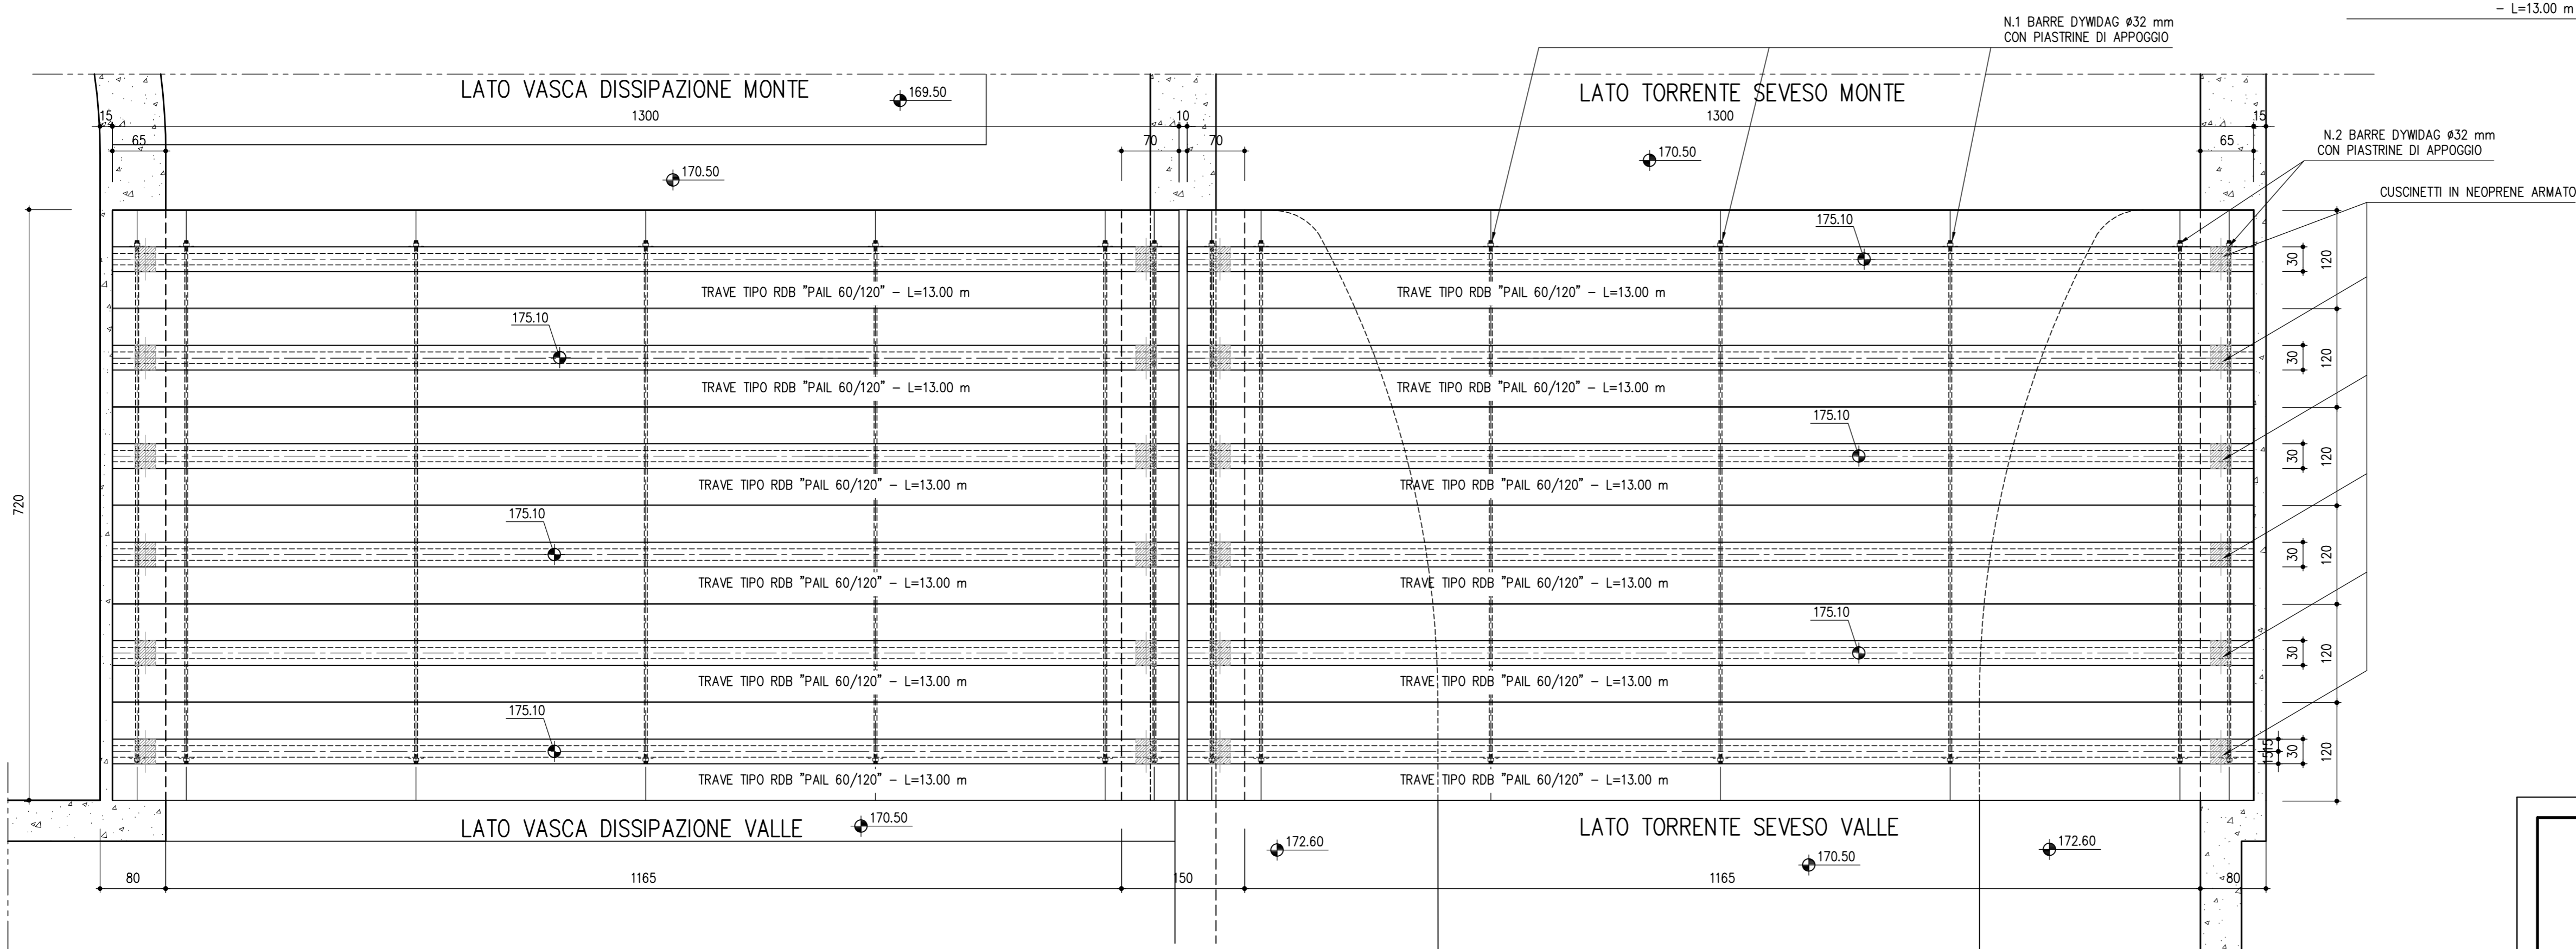 – L=13.00 m
N.1 BARRE DYWIDAG ø32 mm
CON PIASTRINE DI APPOGGIO
LATO VASCA DISSIPAZIONE MONTE
169.50
LATO TORRENTE SEVESO MONTE
15
1300
10
1300
15
65
70
70
65
N.2 BARRE DYWIDAG ø32 mm
CON PIASTRINE DI APPOGGIO
170.50
170.50
CUSCINETTI IN NEOPRENE ARMATO
175.10
30
120
TRAVE TIPO RDB "PAIL 60/120" – L=13.00 m
TRAVE TIPO RDB "PAIL 60/120" – L=13.00 m
175.10
30
120
TRAVE TIPO RDB "PAIL 60/120" – L=13.00 m
TRAVE TIPO RDB "PAIL 60/120" – L=13.00 m
175.10
30
120
TRAVE TIPO RDB "PAIL 60/120" – L=13.00 m
TRAVE TIPO RDB "PAIL 60/120" – L=13.00 m
720
175.10
30
120
TRAVE TIPO RDB "PAIL 60/120" – L=13.00 m
TRAVE TIPO RDB "PAIL 60/120" – L=13.00 m
175.10
30
120
TRAVE TIPO RDB "PAIL 60/120" – L=13.00 m
TRAVE TIPO RDB "PAIL 60/120" – L=13.00 m
175.10
15
15
30
120
TRAVE TIPO RDB "PAIL 60/120" – L=13.00 m
TRAVE TIPO RDB "PAIL 60/120" – L=13.00 m
LATO VASCA DISSIPAZIONE VALLE
170.50
LATO TORRENTE SEVESO VALLE
172.60
170.50
172.60
80
1165
150
1165
80